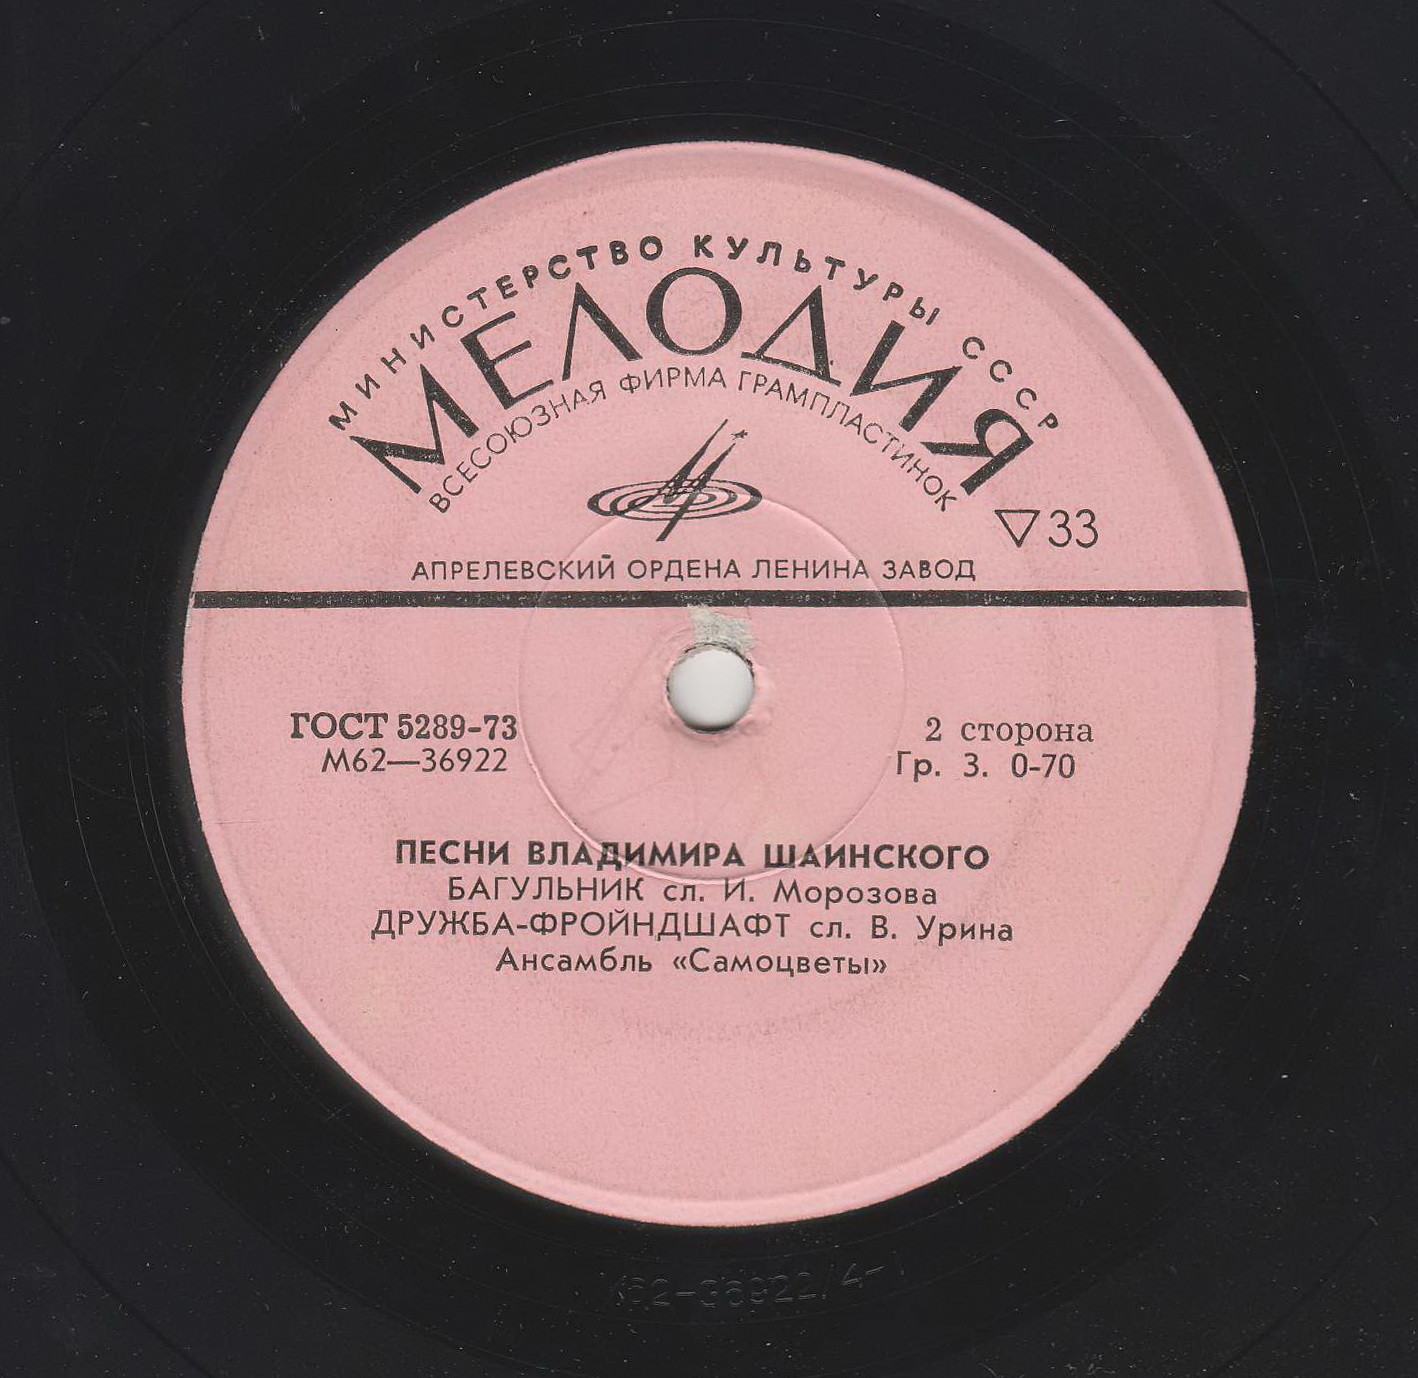 МИНИСТЕРСТВО КУЛЬТУРЫ СССР
МЕЛОДИЯ
ВСЕСОЮЗНАЯ ФИРМА ГРАМПЛАСТИНОК
33
АПРЕЛЕВСКИЙ ОРДЕНА ЛЕНИНА ЗАВОД
ГОСТ 5289-73
2 сторона
М62—36922
Гр. 3. 0-70
ПЕСНИ ВЛАДИМИРА ШАИНСКОГО
БАГУЛЬНИК сл. И. Морозова
ДРУЖБА-ФРОЙНДШАФТ сл. В. Урина
Ансамбль «Самоцветы»